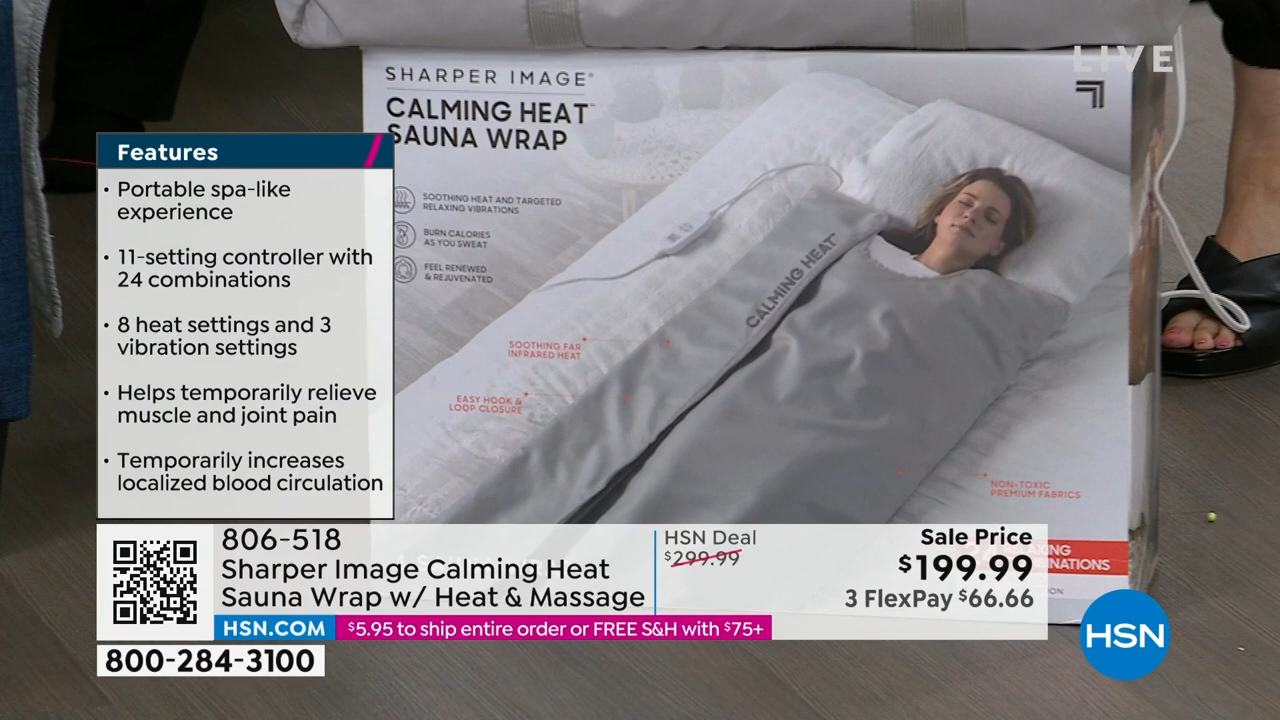 LIVE
SHARPER IMAGE®
CALMING HEAT™
SAUNA WRAP
SOOTHING HEAT AND TARGETED
RELAXING VIBRATIONS
BURN CALORIES
AS YOU SWEAT
FEEL RENEWED
& REJUVENATED
CALMING HEAT™
SOOTHING FAR
INFRARED HEAT
EASY HOOK &
LOOP CLOSURE
NON-TOXIC
PREMIUM FABRICS
Features
• Portable spa-like
experience
• 11-setting controller with
24 combinations
• 8 heat settings and 3
vibration settings
• Helps temporarily relieve
muscle and joint pain
• Temporarily increases
localized blood circulation
806-518
Sharper Image Calming Heat
Sauna Wrap w/ Heat & Massage
HSN Deal
$299.99
Sale Price
$199.99
3 FlexPay $66.66
HSN.COM
$5.95 to ship entire order or FREE S&H with $75+
800-284-3100
HSN